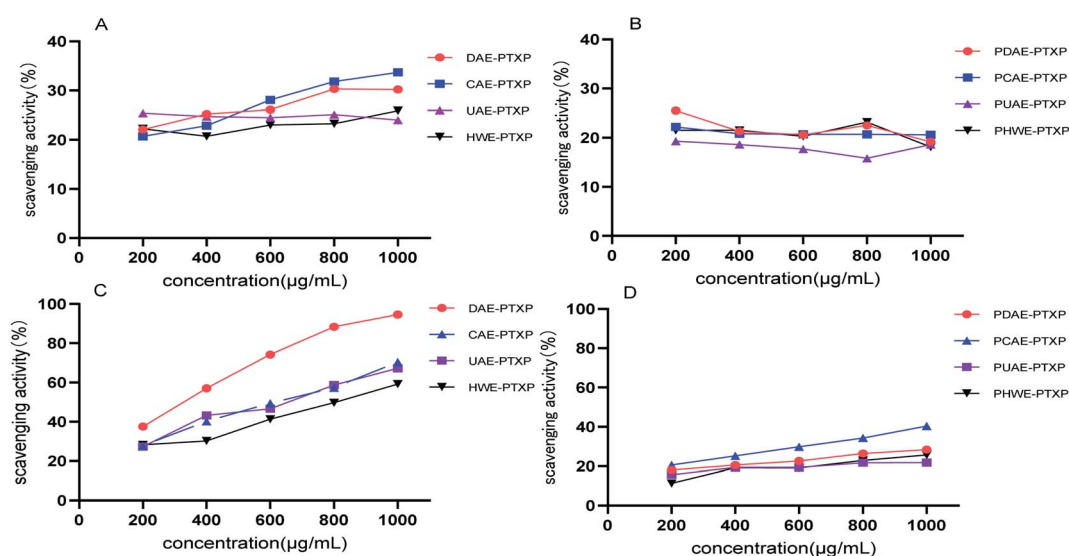 A
scavenging activity(%)
40
30
20
10
0
0
200
400
600
800
1000
concentration(µg/mL)
DAE-PTXP
CAE-PTXP
UAE-PTXP
HWE-PTXP
B
scavenging activity(%)
40
30
20
10
0
0
200
400
600
800
1000
concentration(µg/mL)
PDAE-PTXP
PCAE-PTXP
PUAE-PTXP
PHWE-PTXP
C
scavenging activity(%)
100
80
60
40
20
0
0
200
400
600
800
1000
concentration(µg/mL)
DAE-PTXP
CAE-PTXP
UAE-PTXP
HWE-PTXP
D
scavenging activity(%)
100
80
60
40
20
0
0
200
400
600
800
1000
concentration(µg/mL)
PDAE-PTXP
PCAE-PTXP
PUAE-PTXP
PHWE-PTXP